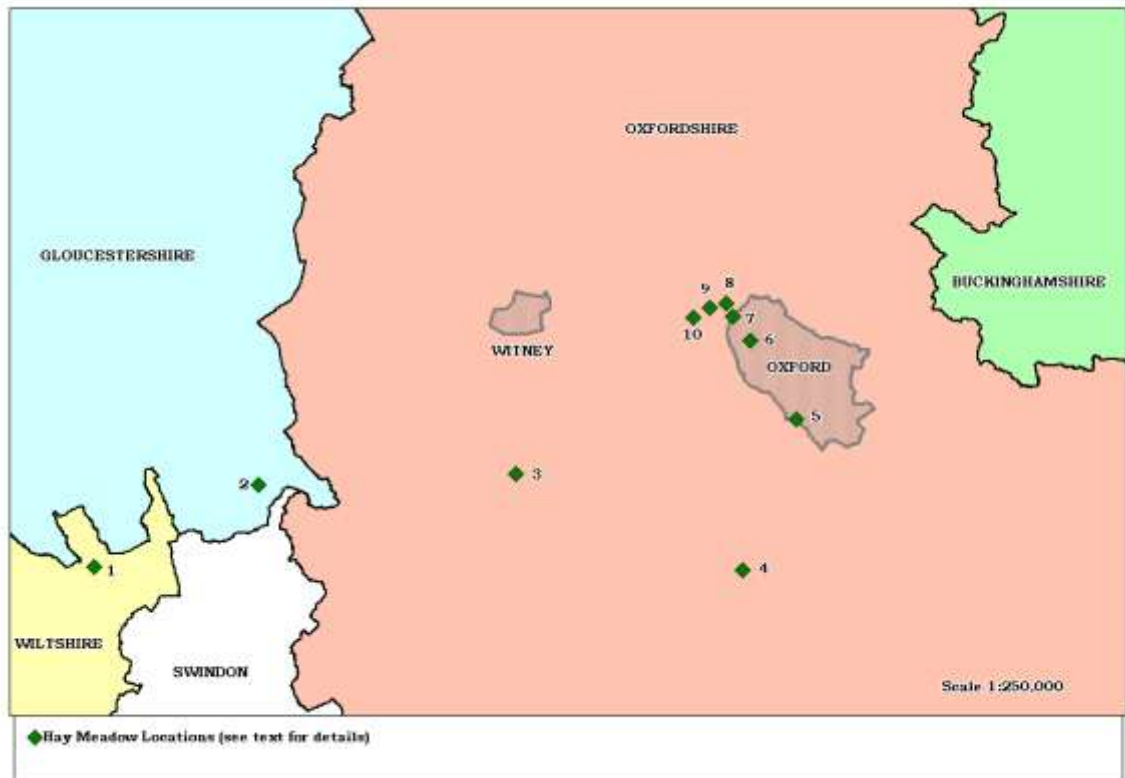 OXFORDSHIRE
GLOUCESTERSHIRE
BUCKINGHAMSHIRE
8
9
7
10
WITNEY
6
OXFORD
5
3
2
4
1
WILTSHIRE
SWINDON
Scale 1:250,000
Hay Meadow Locations (see text for details)